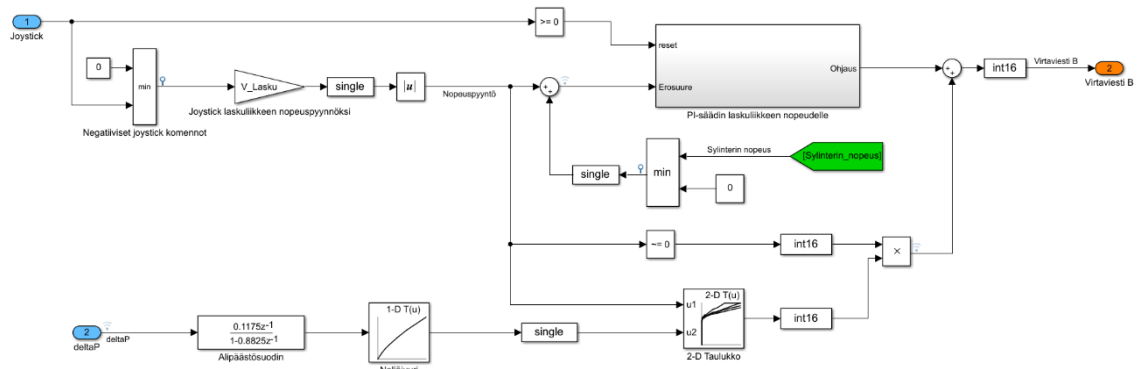 1
Joystick
0
min
Negatiiviset joystick komennot
V_Lasku
Joystick laskuliikkeen nopeuspyynnöksi
single
|u|
Nopeuspyyntö
>= 0
reset
Erosuure
Ohjaus
PI-säädin laskuliikkeen nopeudelle
int16
Virtaviesti B
2
Virtaviesti B
single
min
Sylinterin nopeus
[Sylinterin_nopeus]
0
~= 0
int16
×
2
deltaP
deltaP
0.1175z-1
1-0.8825z-1
Alipäästösuodin
1-D T(u)
single
u1
u2
2-D T(u)
2-D Taulukko
int16